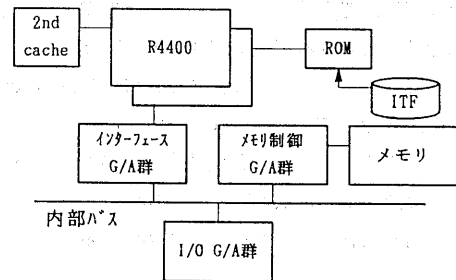 2nd
cache
R4400
ROM
ITF
インターフェース
G/A群
メモリ制御
G/A群
メモリ
内部バス
I/O G/A群